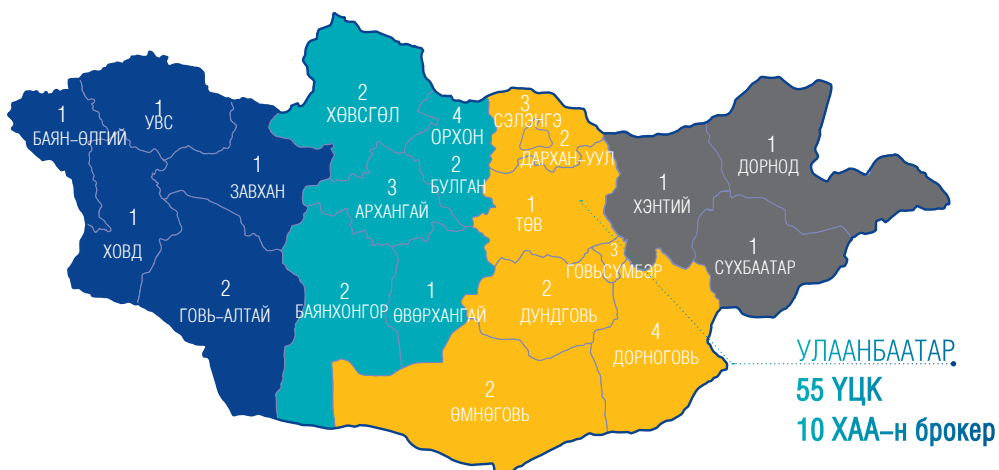 1
БАЯН-ӨЛГИЙ
1
УВС
1
ЗАВХАН
1
ХОВД
2
ГОВЬ-АЛТАЙ
2
ХӨВСГӨЛ
4
ОРХОН
2
БУЛГАН
3
АРХАНГАЙ
2
БАЯНХОНГОР
1
ӨВӨРХАНГАЙ
3
СЭЛЭНГЭ
2
ДАРХАН-УУЛ
1
ТӨВ
3
ГОВЬСҮМБЭР
2
ДУНДГОВЬ
4
ДОРНОГОВЬ
2
ӨМНӨГОВЬ
1
ХЭНТИЙ
1
ДОРНОД
1
СҮХБААТАР
УЛААНБААТАР
55 ҮЦК
10 ХАА-н брокер